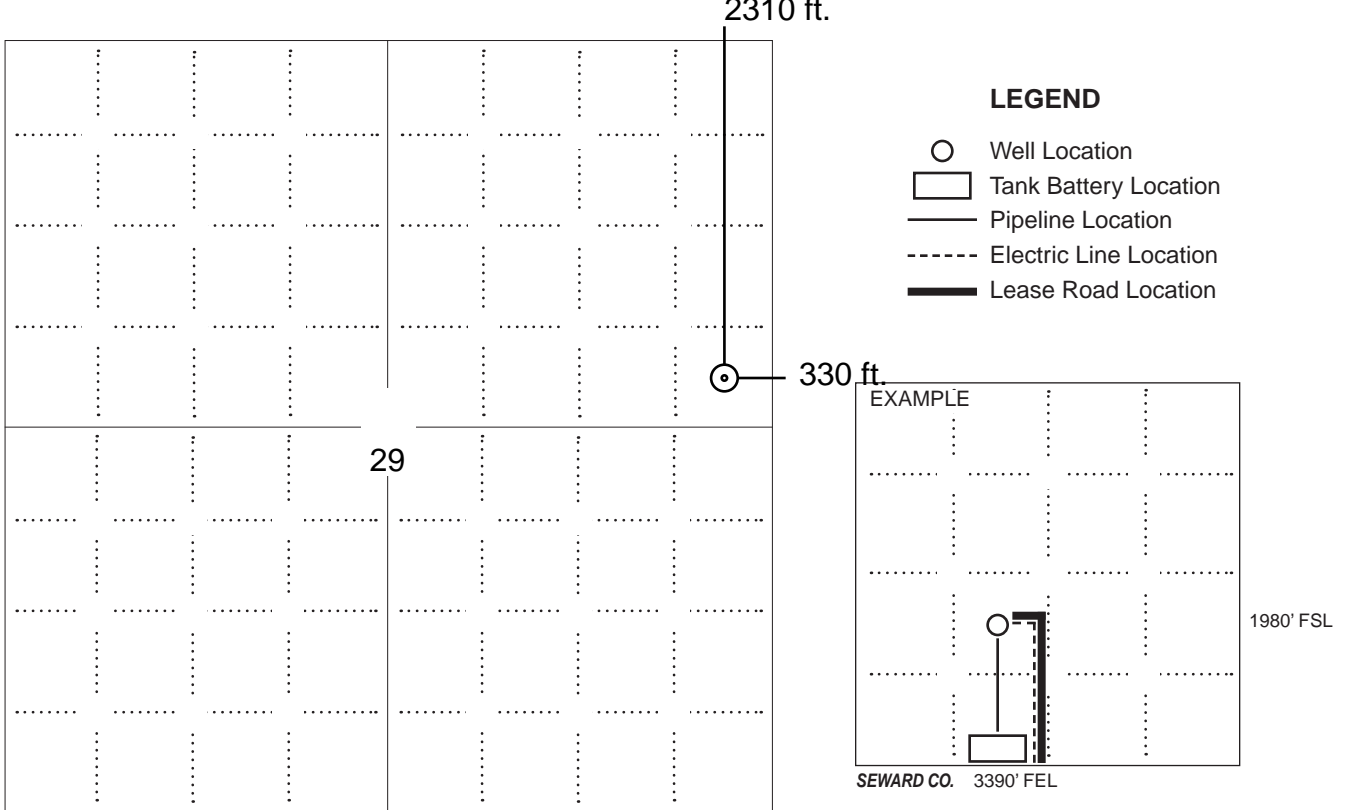 2310 ft.
LEGEND
Well Location
Tank Battery Location
Pipeline Location
Electric Line Location
Lease Road Location
330 ft.
EXAMPLE
29
1980' FSL
SEWARD CO. 3390' FEL